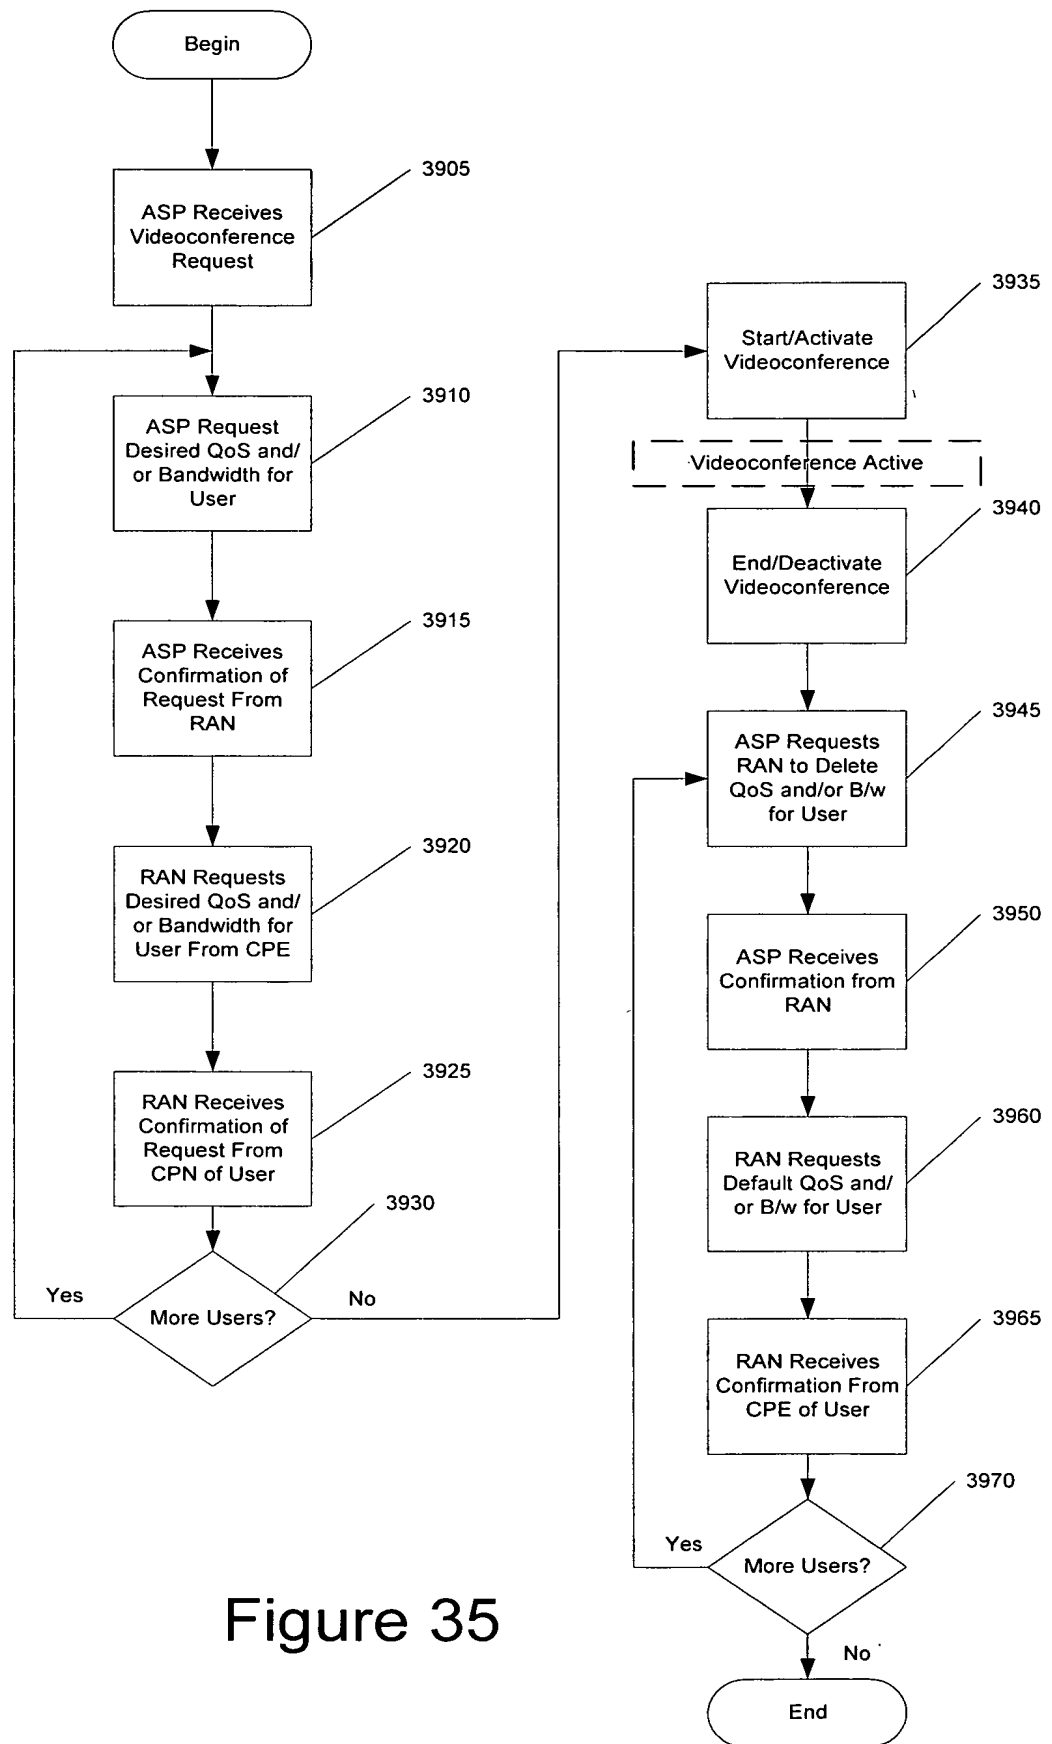 Begin
3905
ASP Receives
Videoconference
Request
3910
ASP Request
Desired QoS and/
or Bandwidth for
User
3915
ASP Receives
Confirmation of
Request From
RAN
3920
RAN Requests
Desired QoS and/
or Bandwidth for
User From CPE
3925
RAN Receives
Confirmation of
Request From
CPN of User
3930
Yes
More Users?
No
3935
Start/Activate
Videoconference
Videoconference Active
3940
End/Deactivate
Videoconference
3945
ASP Requests
RAN to Delete
QoS and/or B/w
for User
3950
ASP Receives
Confirmation from
RAN
3960
RAN Requests
Default QoS and/
or B/w for User
3965
RAN Receives
Confirmation From
CPE of User
3970
Yes
More Users?
No
End
Figure 35